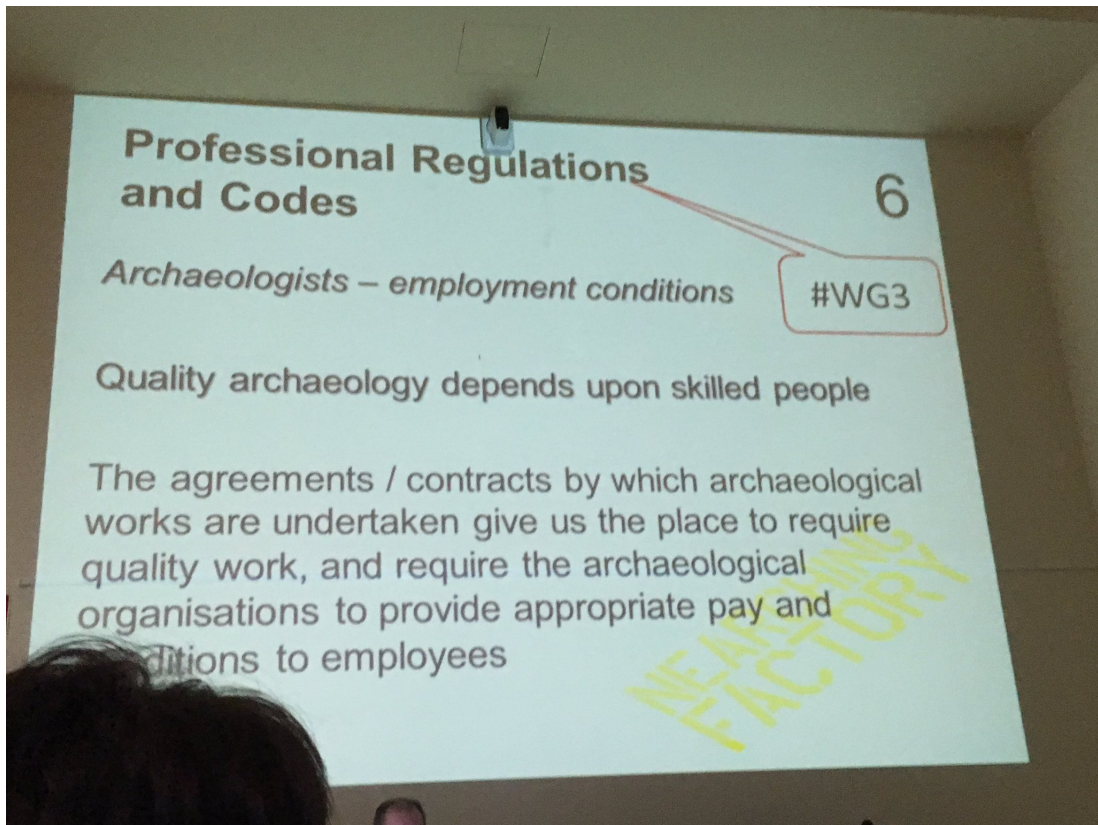 Professional Regulations
and Codes
6
Archaeologists – employment conditions
#WG3
Quality archaeology depends upon skilled people
The agreements / contracts by which archaeological
works are undertaken give us the place to require
quality work, and require the archaeological
organisations to provide appropriate pay and
ditions to employees
FACTORY